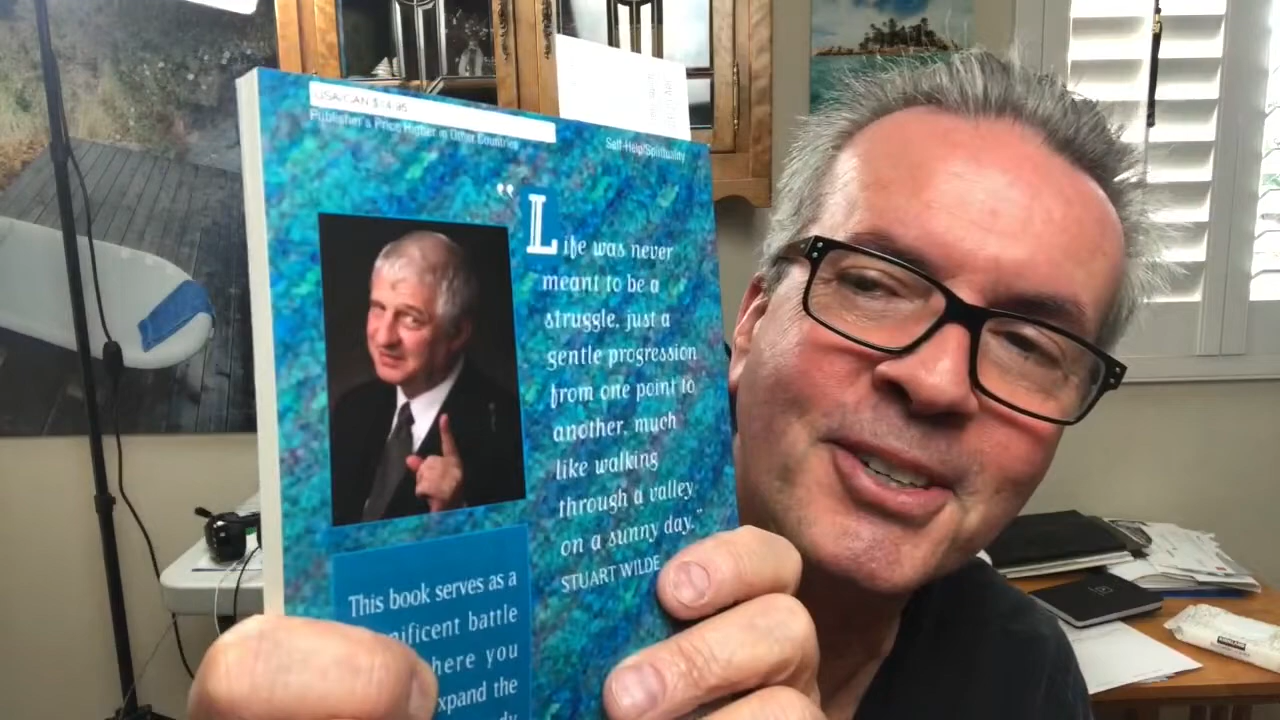 USA/CAN $14.95
Publisher's Price Higher in Other Countries
Self-Help/Spirituality
"Life was never
meant to be a
struggle, just a
gentle progression
from one point to
another, much
like walking
through a valley
on a sunny day."
STUART WILDE
This book serves as a
nificent battle
here you
xpand the
KIRKLAND